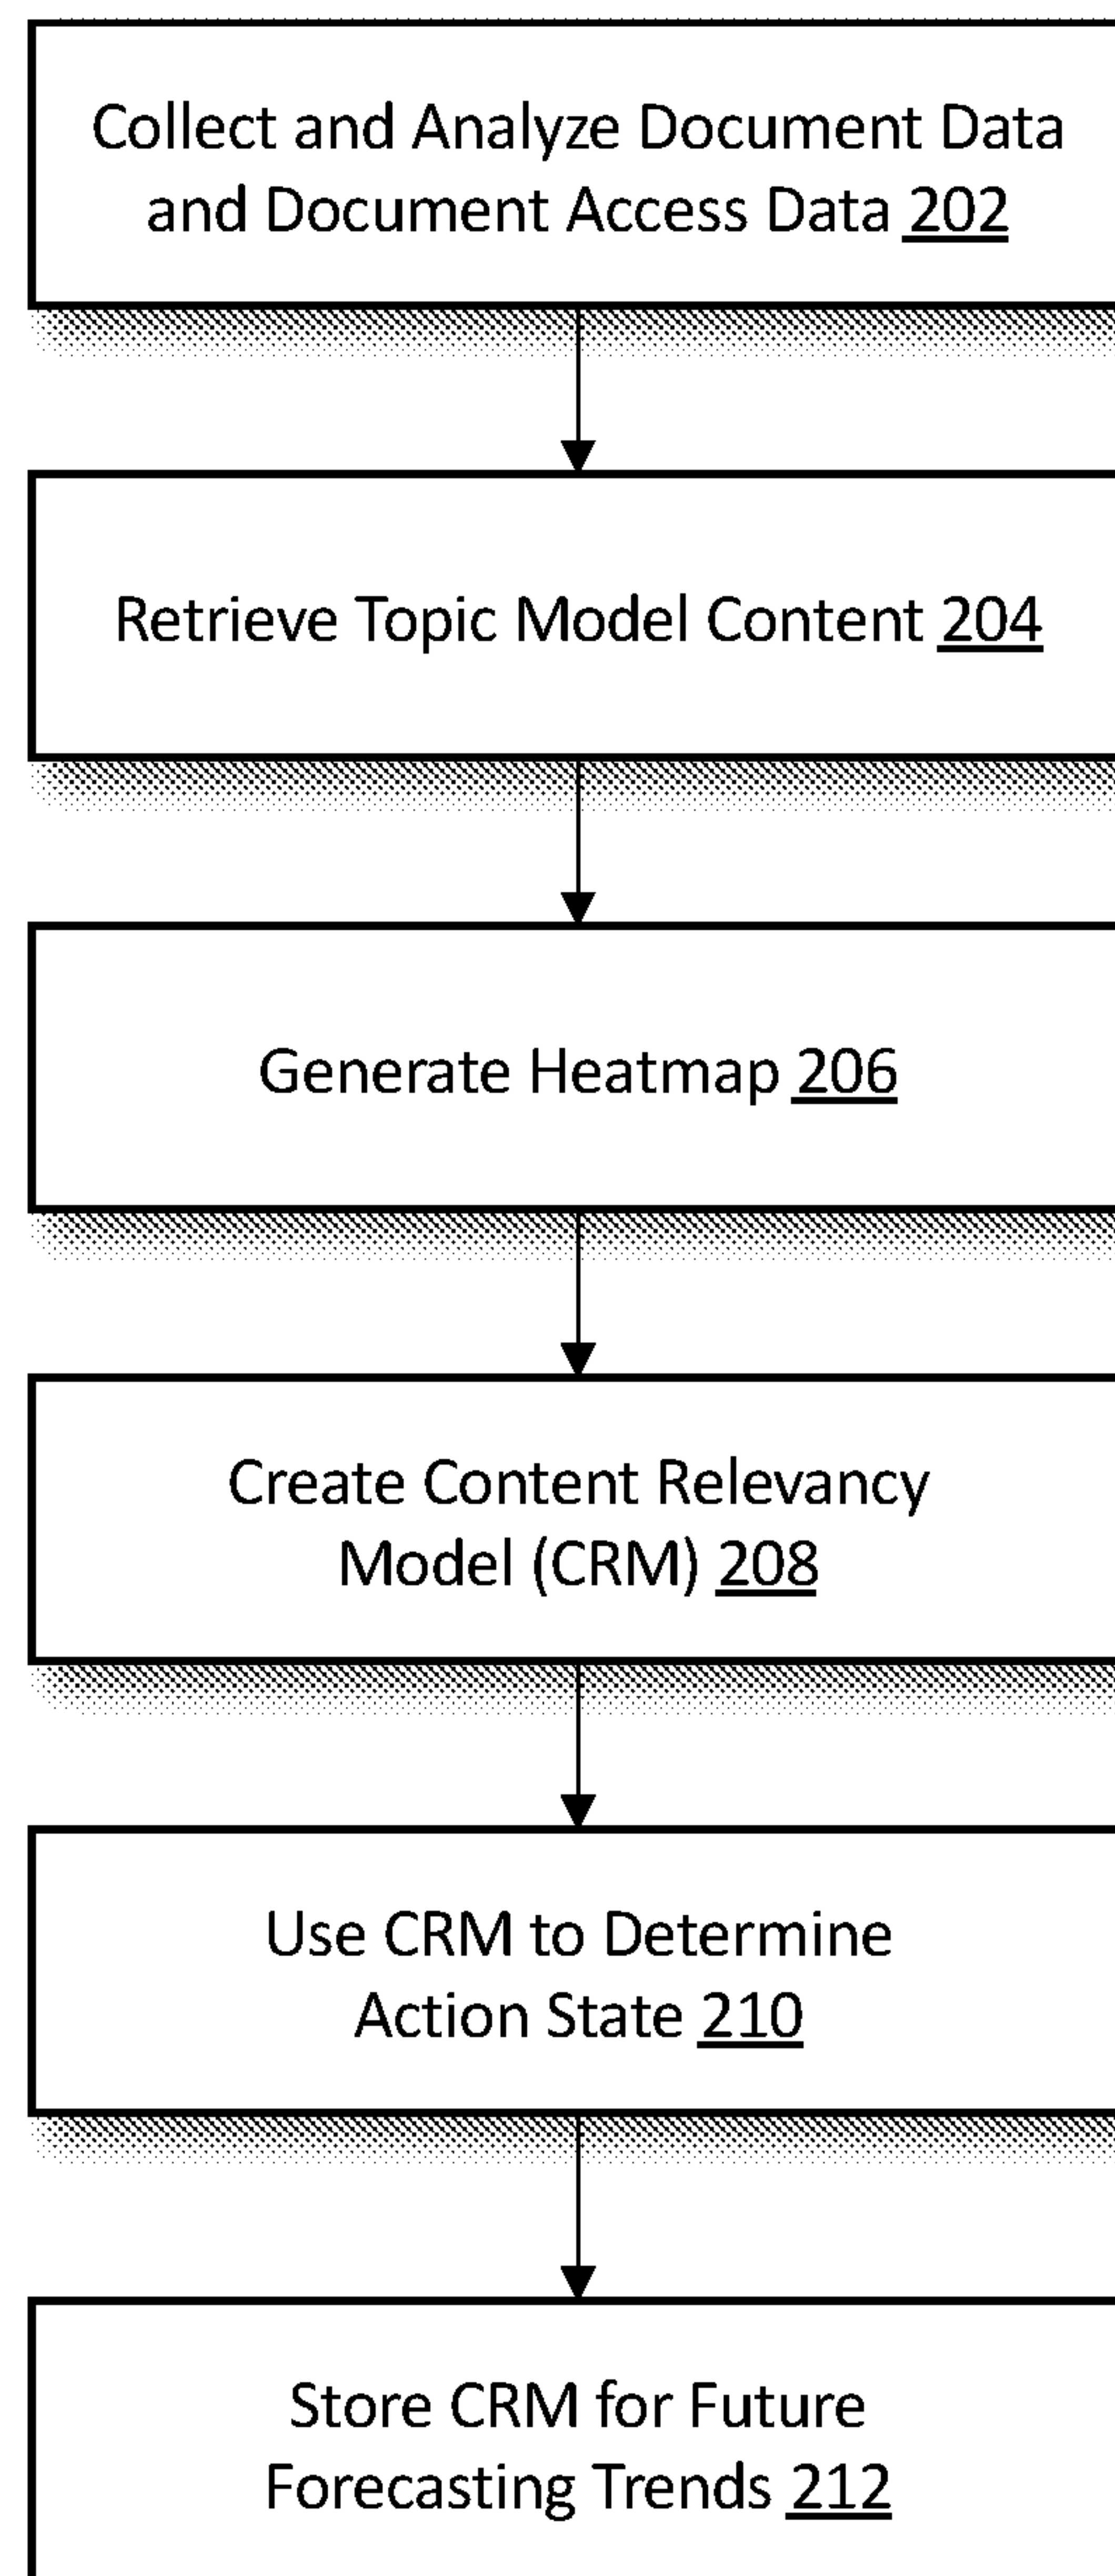 Collect and Analyze Document Data
and Document Access Data 202
Retrieve Topic Model Content 204
Generate Heatmap 206
Create Content Relevancy
Model (CRM) 208
Use CRM to Determine
Action State 210
Store CRM for Future
Forecasting Trends 212